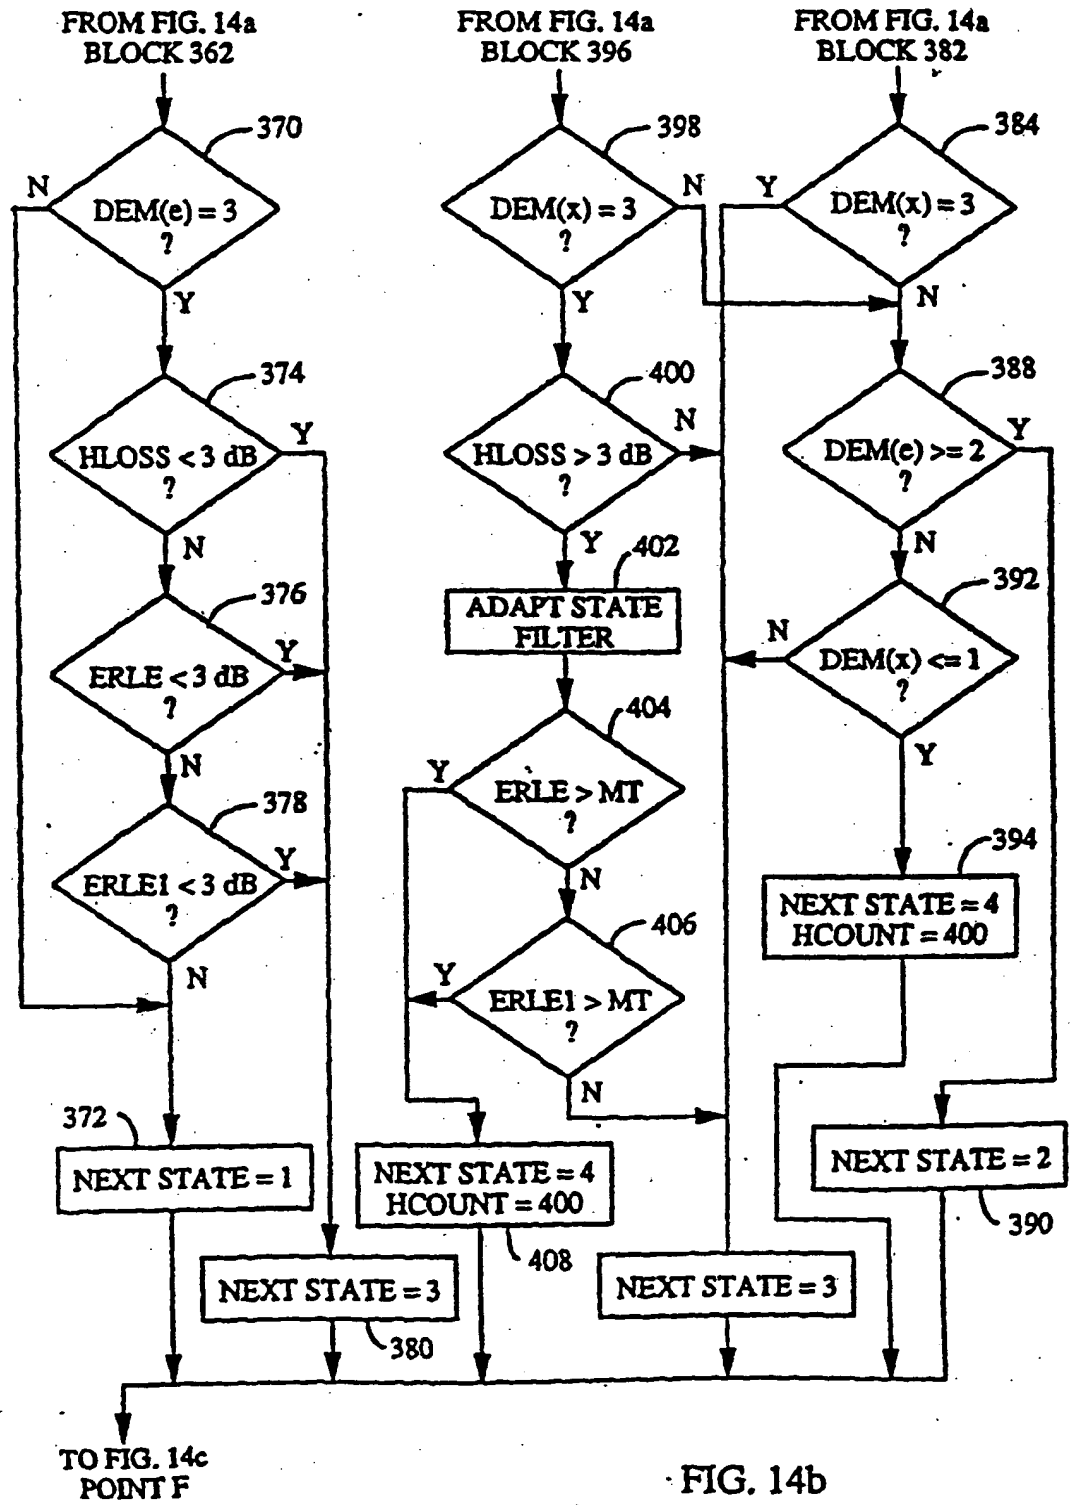 FROM FIG. 14a
BLOCK 362
FROM FIG. 14a
BLOCK 396
FROM FIG. 14a
BLOCK 382
370
N
DEM(e) = 3
?
Y
374
HLOSS < 3 dB
?
Y
N
376
ERLE < 3 dB
?
Y
N
378
ERLE1 < 3 dB
?
Y
N
372
NEXT STATE = 1
NEXT STATE = 3
380
398
DEM(x) = 3
?
N
Y
400
HLOSS > 3 dB
?
N
Y
402
ADAPT STATE
FILTER
404
Y
ERLE > MT
?
N
406
Y
ERLE1 > MT
?
N
NEXT STATE = 4
HCOUNT = 400
408
NEXT STATE = 3
384
Y
DEM(x) = 3
?
N
388
DEM(e) >= 2
?
Y
N
392
N
DEM(x) <= 1
?
Y
394
NEXT STATE = 4
HCOUNT = 400
NEXT STATE = 2
390
TO FIG. 14c
POINT F
FIG. 14b